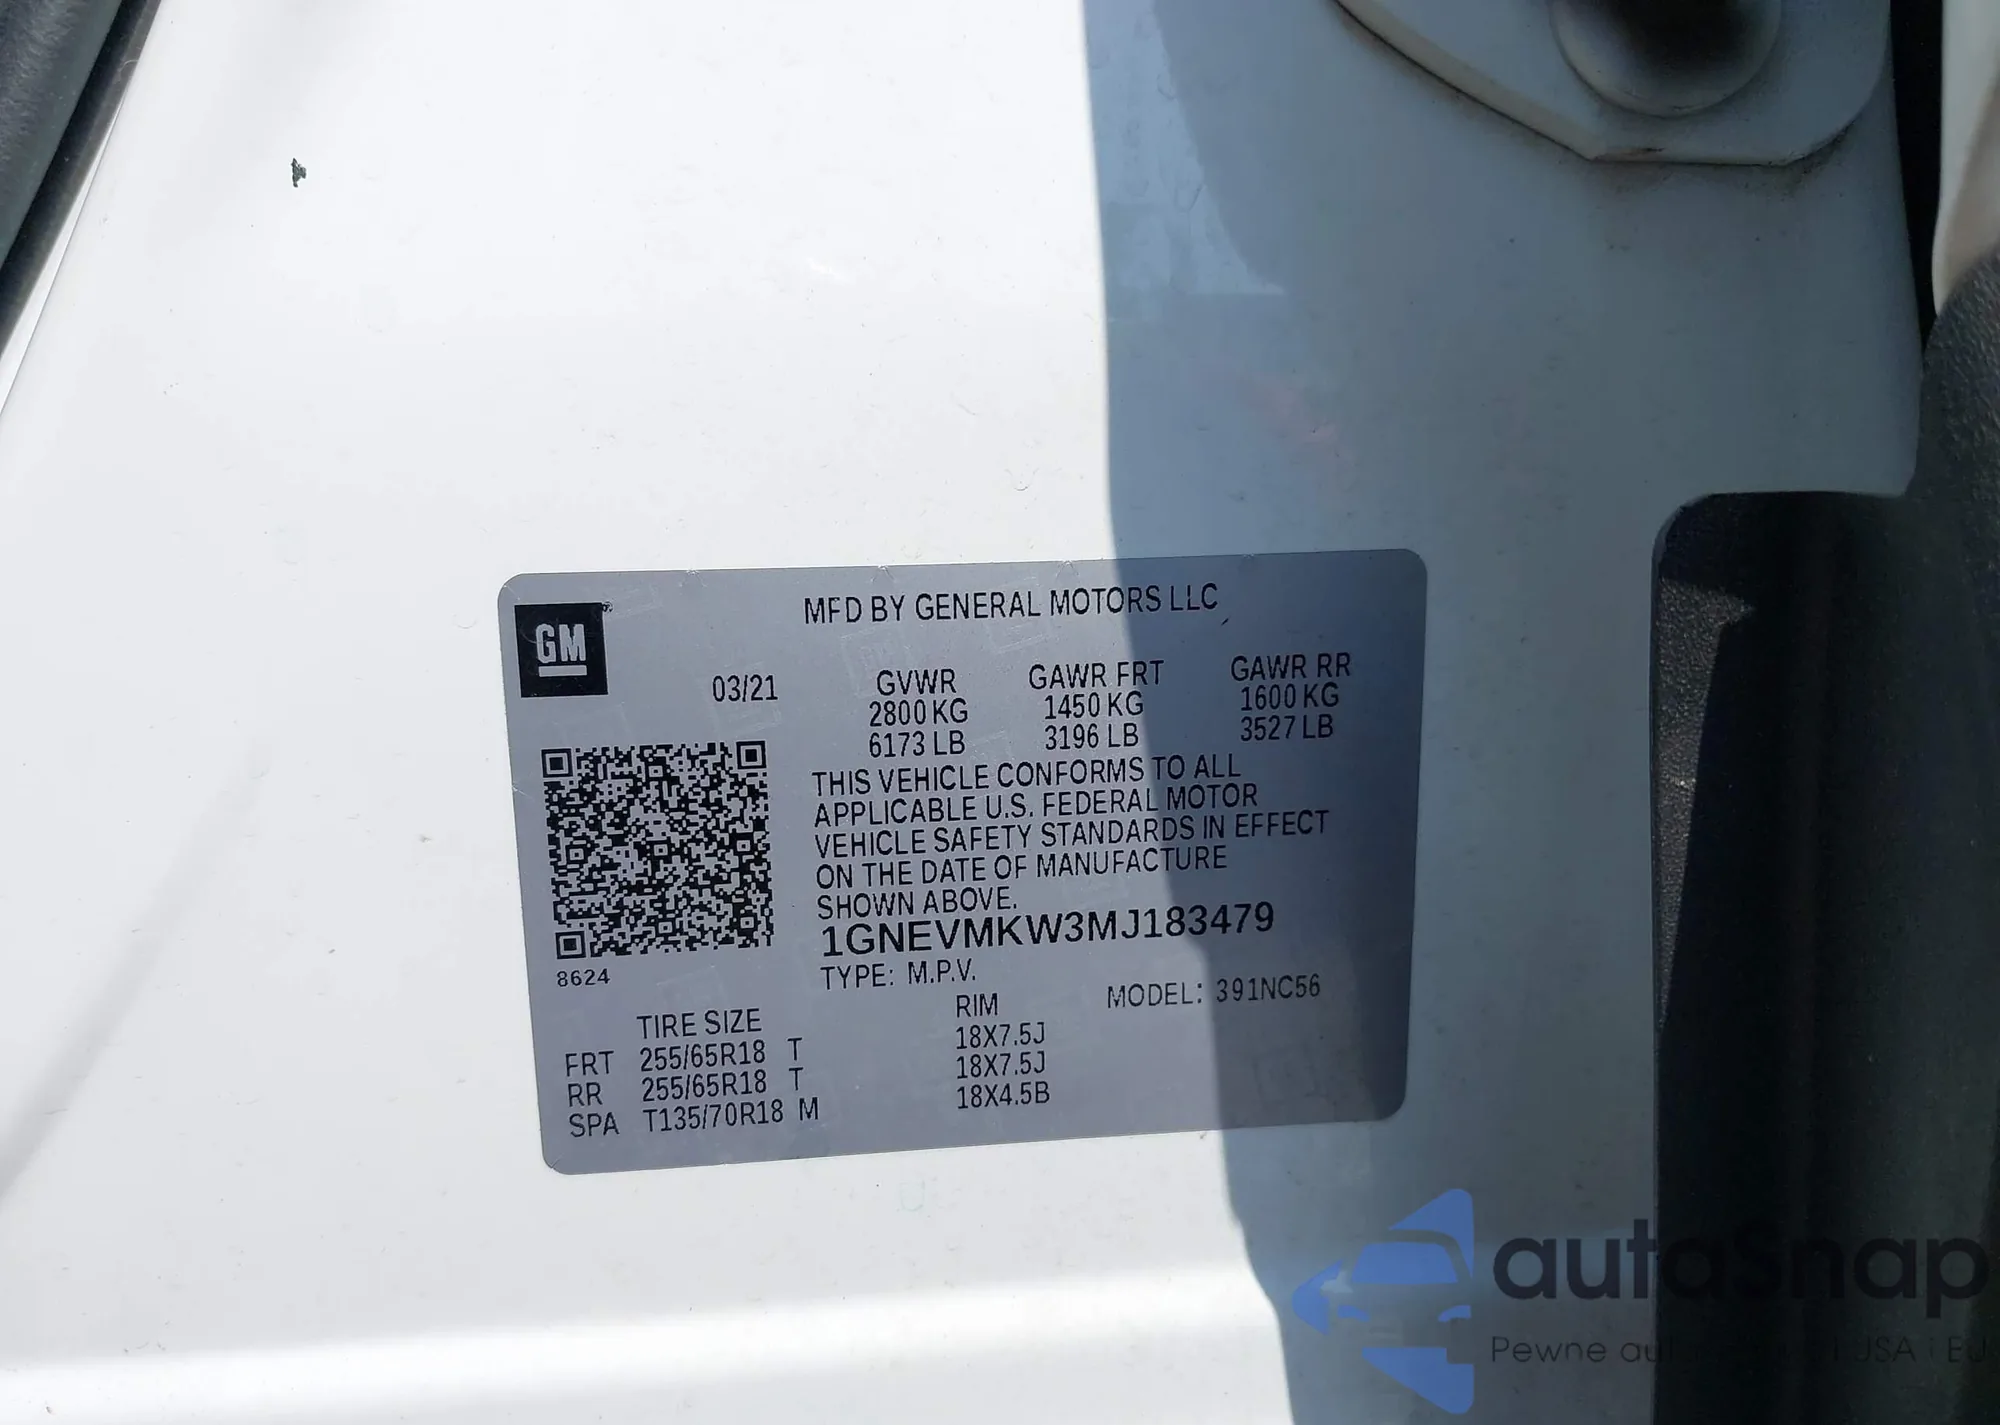 GM
MFD BY GENERAL MOTORS LLC
03/21 GVWR GAWR FRT GAWR RR
2800 KG 1450 KG 1600 KG
6173 LB 3196 LB 3527 LB
THIS VEHICLE CONFORMS TO ALL
APPLICABLE U.S. FEDERAL MOTOR
VEHICLE SAFETY STANDARDS IN EFFECT
ON THE DATE OF MANUFACTURE
SHOWN ABOVE.
1GNEVMKW3MJ183479
8624
TYPE: M.P.V.
MODEL: 391NC56
TIRE SIZE RIM
FRT 255/65R18 T 18X7.5J
RR 255/65R18 T 18X7.5J
SPA T135/70R18 M 18X4.5B
autoSnap
Pewne USA i EU